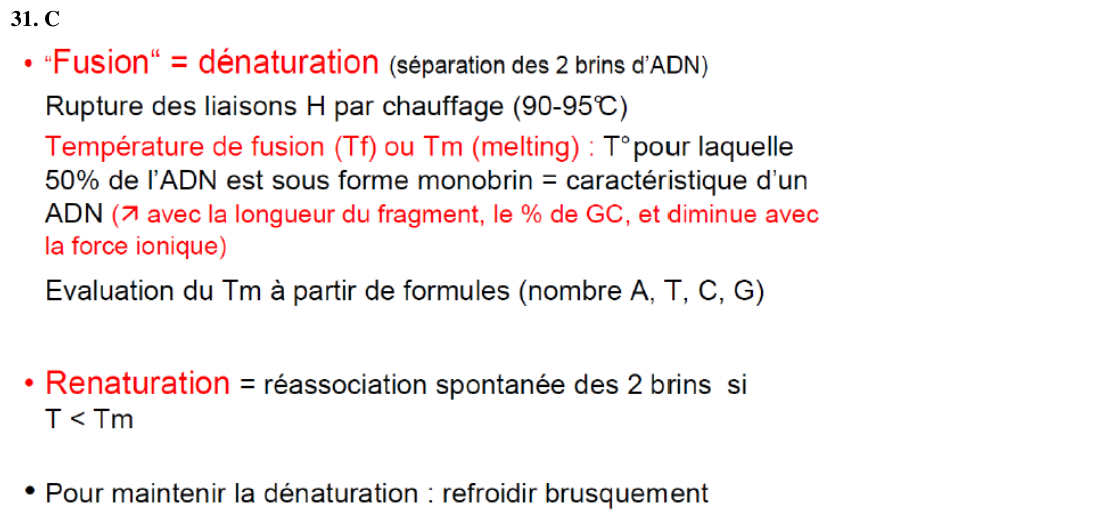 31. C
• “Fusion“ = dénaturation (séparation des 2 brins d’ADN)
Rupture des liaisons H par chauffage (90-95°C)
Température de fusion (Tf) ou Tm (melting) : T° pour laquelle
50% de l’ADN est sous forme monobrin = caractéristique d’un
ADN (↗ avec la longueur du fragment, le % de GC, et diminue avec
la force ionique)
Evaluation du Tm à partir de formules (nombre A, T, C, G)
• Renaturation = réassociation spontanée des 2 brins si
T < Tm
• Pour maintenir la dénaturation : refroidir brusquement